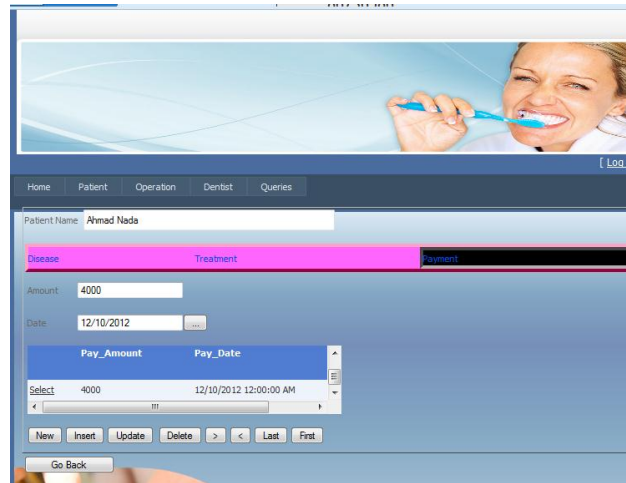 [ Log
Home Patient Operation Dentist Queries
Patient Name Ahmad Nada
Disease Treatment Payment
Amount 4000
Date 12/10/2012 ...
Pay_Amount Pay_Date
Select 4000 12/10/2012 12:00:00 AM
New Insert Update Delete > < Last First
Go Back